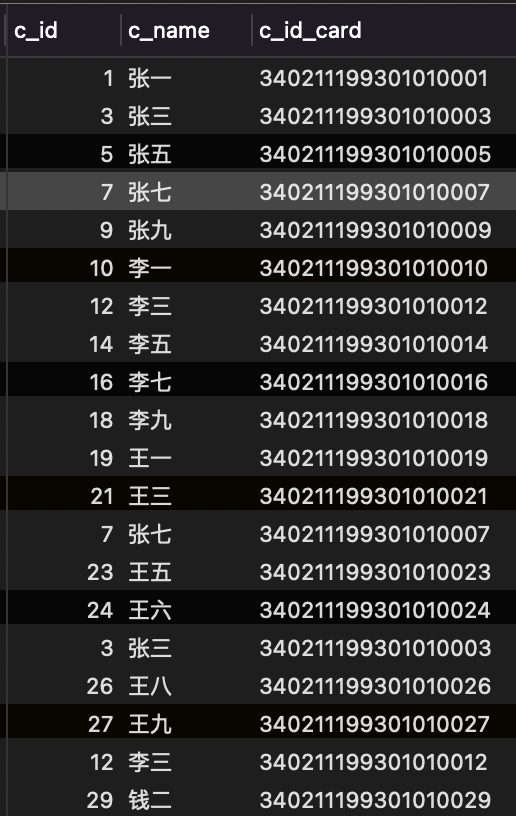 c_id c_name c_id_card
1 张一 340211199301010001
3 张三 340211199301010003
5 张五 340211199301010005
7 张七 340211199301010007
9 张九 340211199301010009
10 李一 340211199301010010
12 李三 340211199301010012
14 李五 340211199301010014
16 李七 340211199301010016
18 李九 340211199301010018
19 王一 340211199301010019
21 王三 340211199301010021
7 张七 340211199301010007
23 王五 340211199301010023
24 王六 340211199301010024
3 张三 340211199301010003
26 王八 340211199301010026
27 王九 340211199301010027
12 李三 340211199301010012
29 钱二 340211199301010029